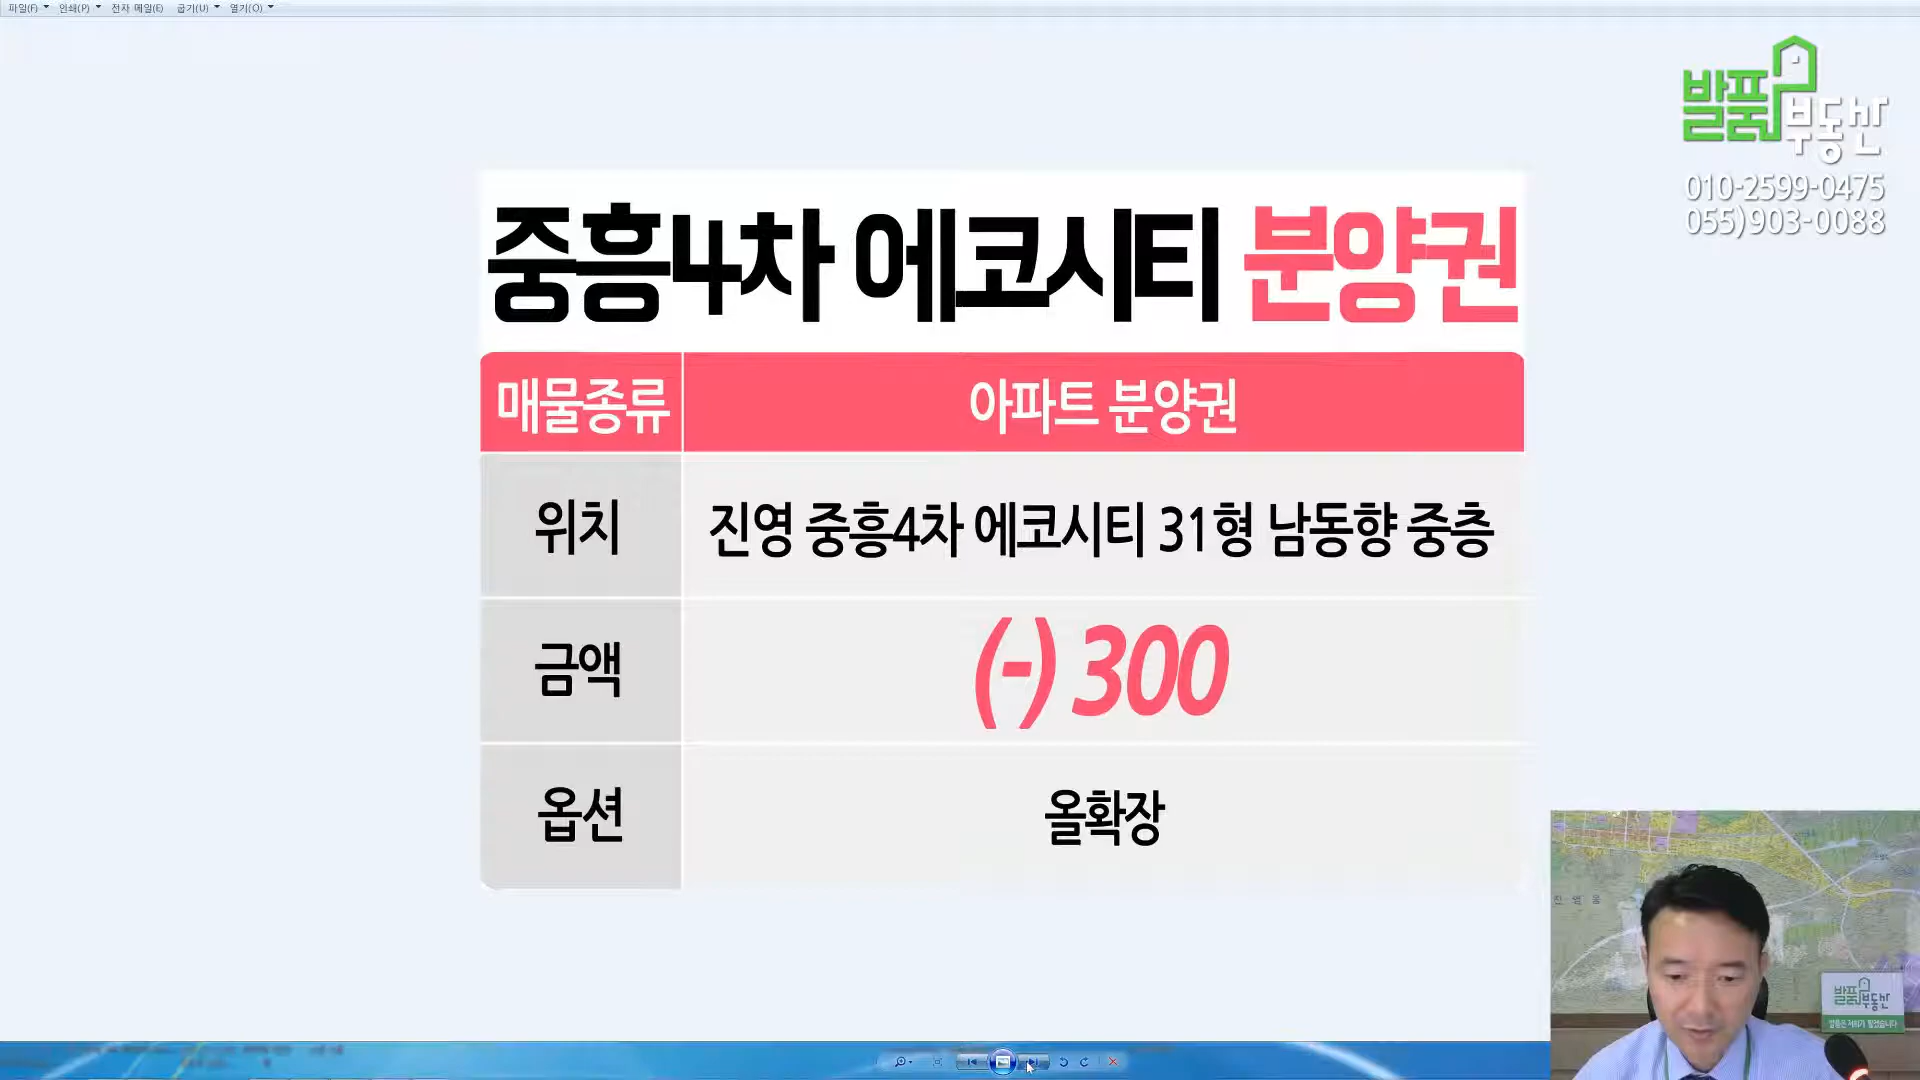 파일(F) 인쇄(P) 전자 메일(E) 굽기(U) 열기(O)
발품부동산
010-2599-0475
055)903-0088
중흥4차 에코시티 분양권
매물종류 아파트 분양권
위치 진영 중흥4차 에코시티 31형 남동향 중층
금액 (-) 300
옵션 올확장
발품부동산